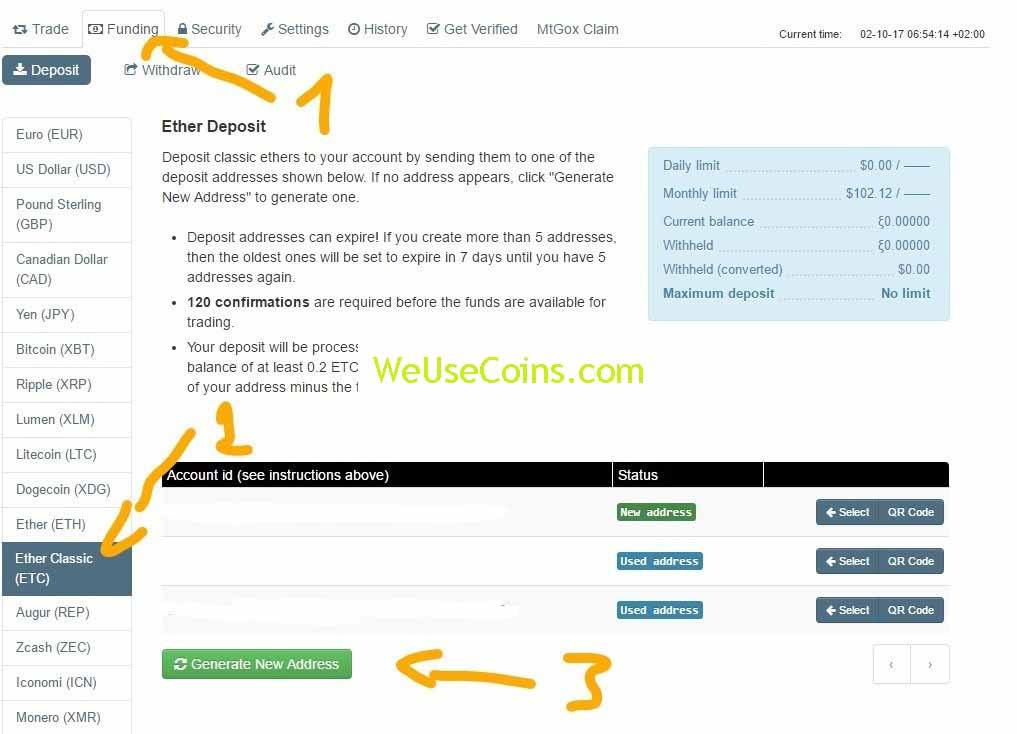 Trade Funding Security Settings History Get Verified MtGox Claim
Current time: 02-10-17 06:54:14 +02:00
Deposit Withdraw Audit
1
Euro (EUR)
US Dollar (USD)
Pound Sterling
(GBP)
Canadian Dollar
(CAD)
Yen (JPY)
Bitcoin (XBT)
Ripple (XRP)
Lumen (XLM)
Litecoin (LTC)
Dogecoin (XDG)
Ether (ETH)
Ether Classic
(ETC)
Augur (REP)
Zcash (ZEC)
Iconomi (ICN)
Monero (XMR)
Ether Deposit
Deposit classic ethers to your account by sending them to one of the
deposit addresses shown below. If no address appears, click "Generate
New Address" to generate one.
• Deposit addresses can expire! If you create more than 5 addresses,
then the oldest ones will be set to expire in 7 days until you have 5
addresses again.
• 120 confirmations are required before the funds are available for
trading.
• Your deposit will be process
balance of at least 0.2 ETC
of your address minus the
WeUseCoins.com
Daily limit $0.00 / ——
Monthly limit $102.12 / ——
Current balance ξ0.00000
Withheld ξ0.00000
Withheld (converted) $0.00
Maximum deposit No limit
2
Account id (see instructions above) Status
New address Select QR Code
Used address Select QR Code
Used address Select QR Code
Generate New Address
3